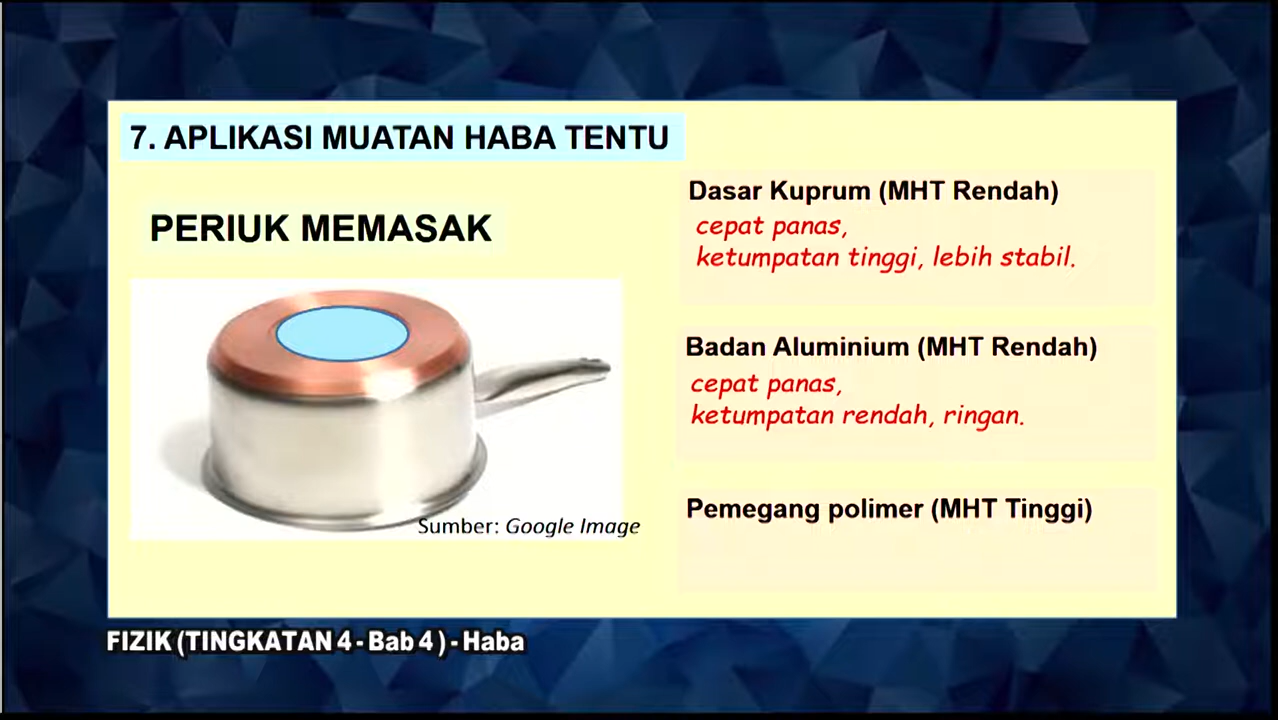 7. APLIKASI MUATAN HABA TENTU
PERIUK MEMASAK
Sumber: Google Image
Dasar Kuprum (MHT Rendah)
cepat panas,
ketumpatan tinggi, lebih stabil.
Badan Aluminium (MHT Rendah)
cepat panas,
ketumpatan rendah, ringan.
Pemegang polimer (MHT Tinggi)
FIZIK (TINGKATAN 4 - Bab 4 ) - Haba